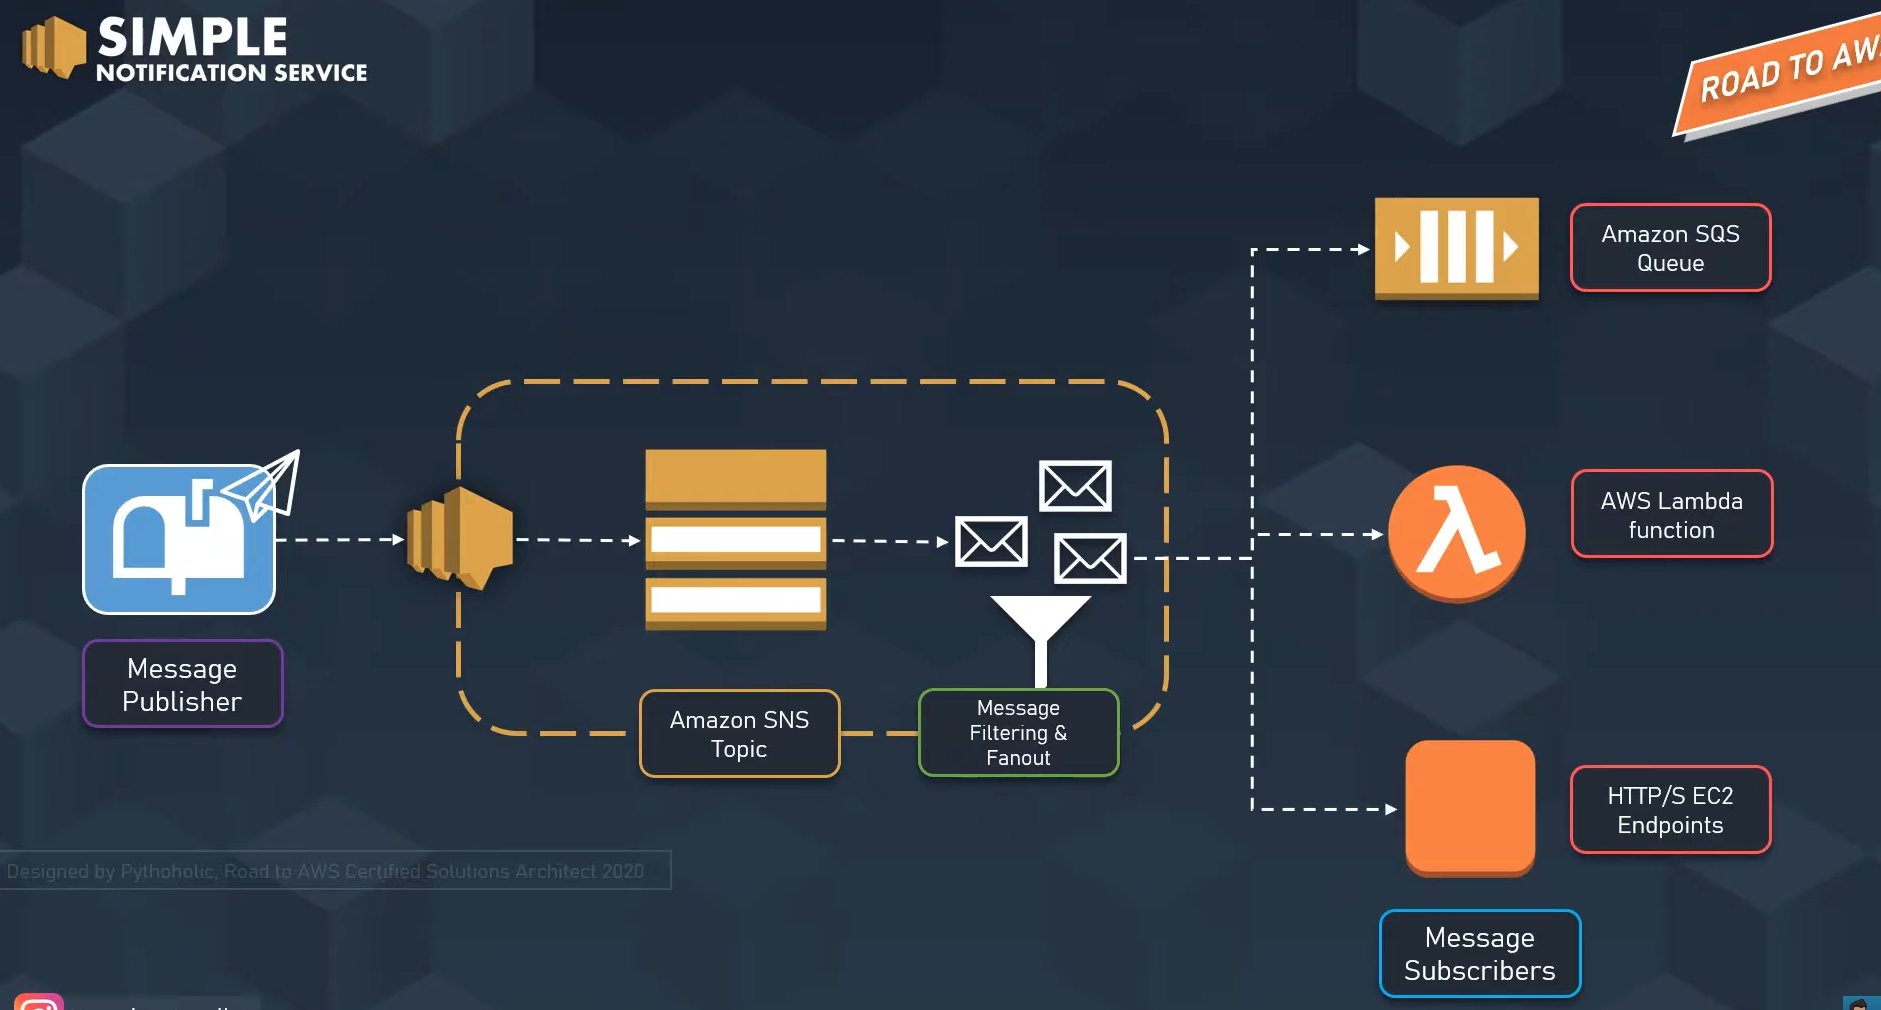 SIMPLE
NOTIFICATION SERVICE
ROAD TO
Amazon SQS
Queue
AWS Lambda
function
Message
Publisher
Amazon SNS
Topic
Message
Filtering &
Fanout
HTTP/S EC2
Endpoints
Designed by Pythoholic, Road to AWS Certified Solutions Architect 2020
Message
Subscribers